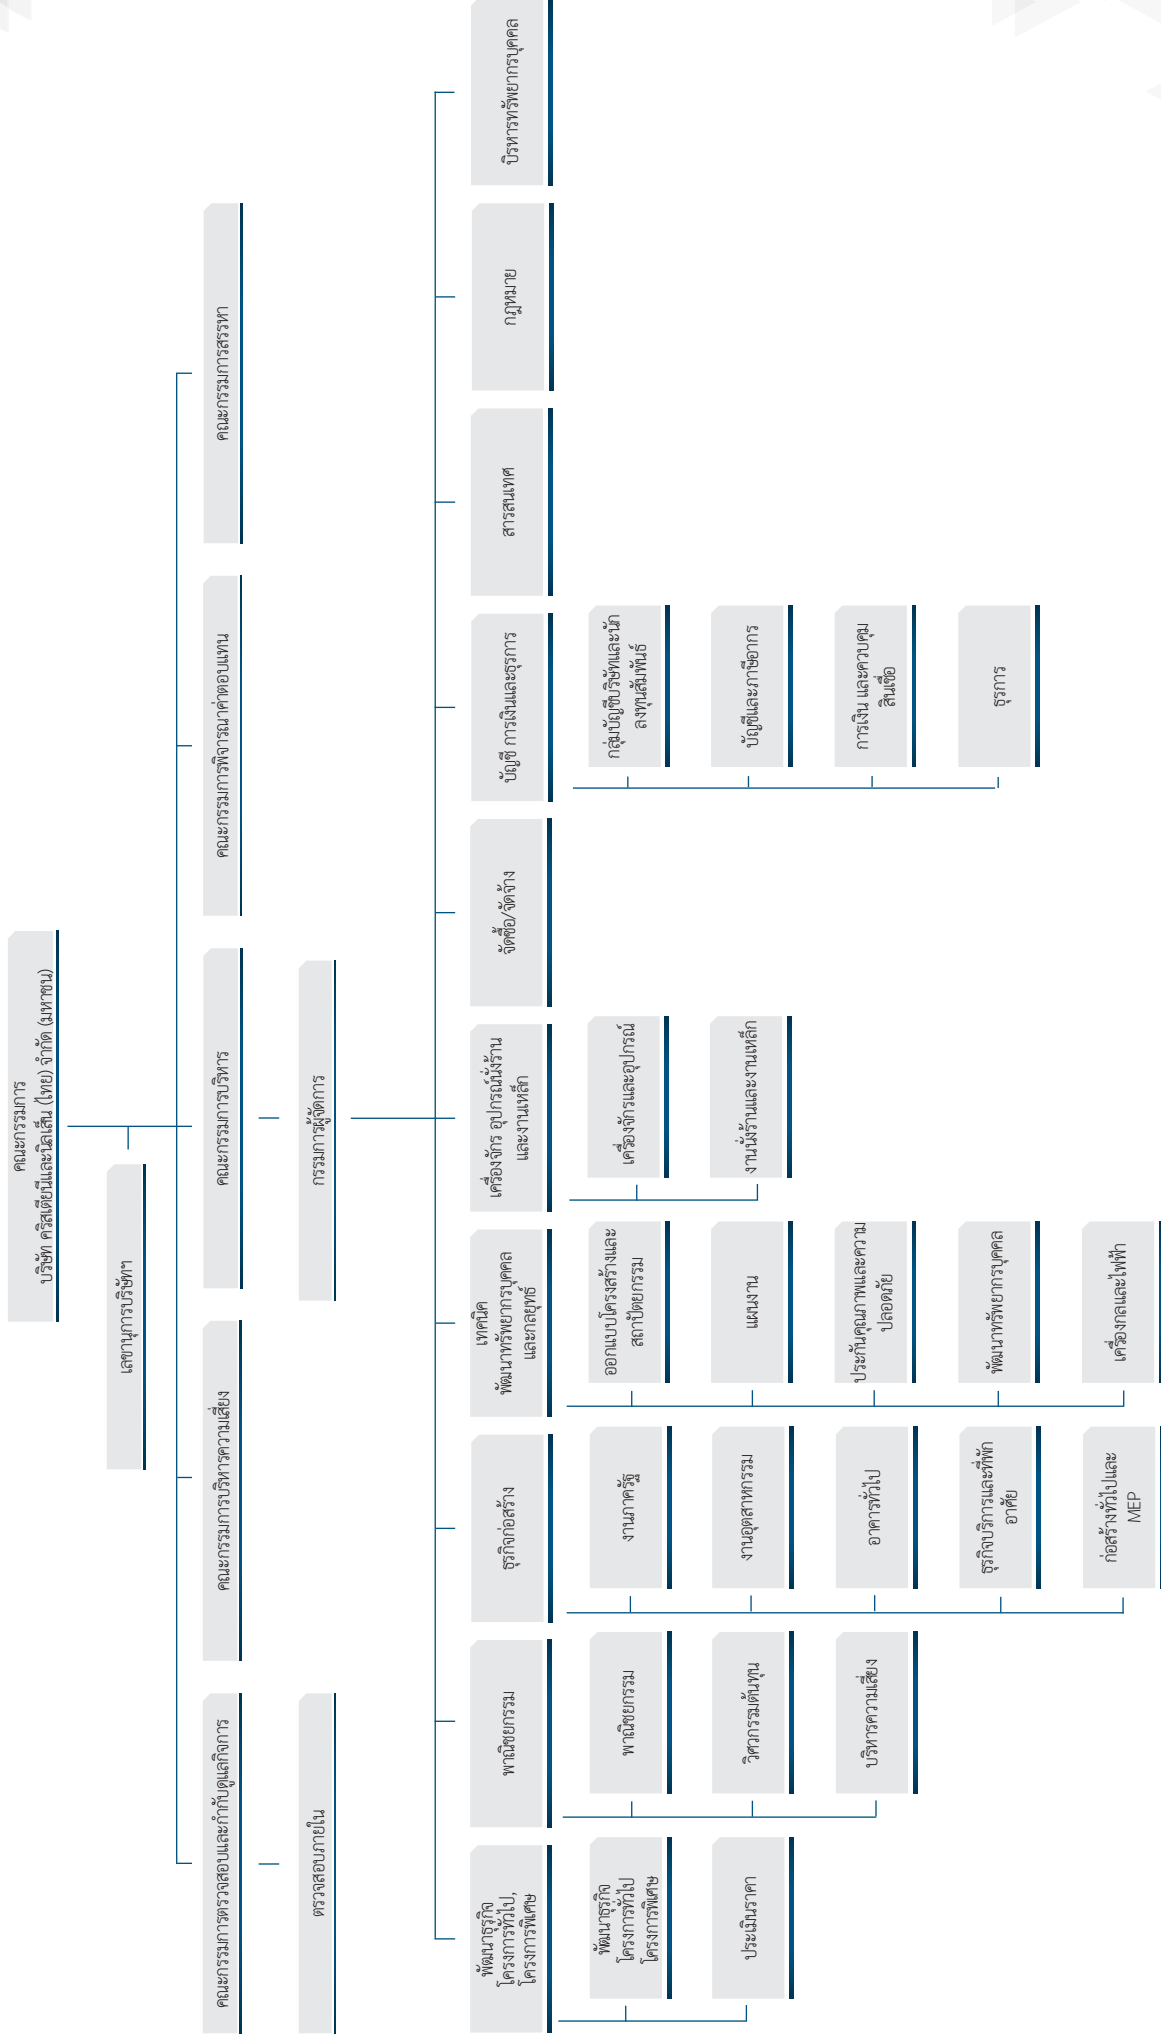 คณะกรรมการ
บริษัท คริสเตียนีและนิลเส็น (ไทย) จำกัด (มหาชน)
เลขานุการบริษัทฯ
คณะกรรมการตรวจสอบและกำกับดูแลกิจการ
คณะกรรมการบริหารความเสี่ยง
คณะกรรมการบริหาร
คณะกรรมการพิจารณาค่าตอบแทน
คณะกรรมการสรรหา
ตรวจสอบภายใน
กรรมการผู้จัดการ
พัฒนาธุรกิจ
โครงการทั่วไป,
โครงการพิเศษ
พาณิชยกรรม
ธุรกิจก่อสร้าง
เทคนิค
พัฒนาทรัพยากรบุคคล
และกลยุทธ์
เครื่องจักร อุปกรณ์นั่งร้าน
และงานเหล็ก
จัดซื้อ/จัดจ้าง
บัญชี การเงินและธุรการ
สารสนเทศ
กฎหมาย
บริหารทรัพยากรบุคคล
พัฒนาธุรกิจ
โครงการทั่วไป
โครงการพิเศษ
ประเมินราคา
พาณิชยกรรม
วิศวกรรมต้นทุน
บริหารความเสี่ยง
งานภาครัฐ
งานอุตสาหกรรม
อาคารทั่วไป
ธุรกิจบริการและที่พัก
อาศัย
ก่อสร้างทั่วไปและ
MEP
ออกแบบโครงสร้างและ
สถาปัตยกรรม
แผนงาน
ประกันคุณภาพและความ
ปลอดภัย
พัฒนาทรัพยากรบุคคล
เครื่องกลและไฟฟ้า
เครื่องจักรและอุปกรณ์
งานนั่งร้านและงานเหล็ก
กลุ่มบัญชีบริษัทและนัก
ลงทุนสัมพันธ์
บัญชีและภาษีอากร
การเงิน และควบคุม
สินเชื่อ
ธุรการ